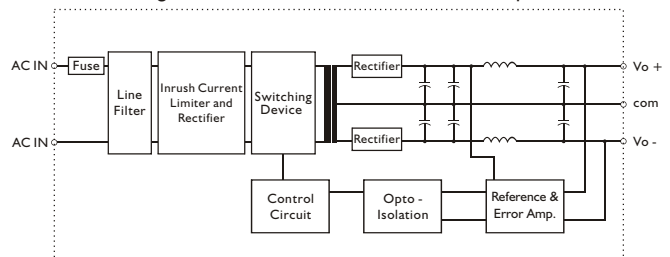 AC IN
Fuse
Line
Filter
Inrush Current
Limiter and
Rectifier
Switching
Device
Rectifier
Vo +
com
AC IN
Rectifier
Vo -
Control
Circuit
Opto -
Isolation
Reference &
Error Amp.